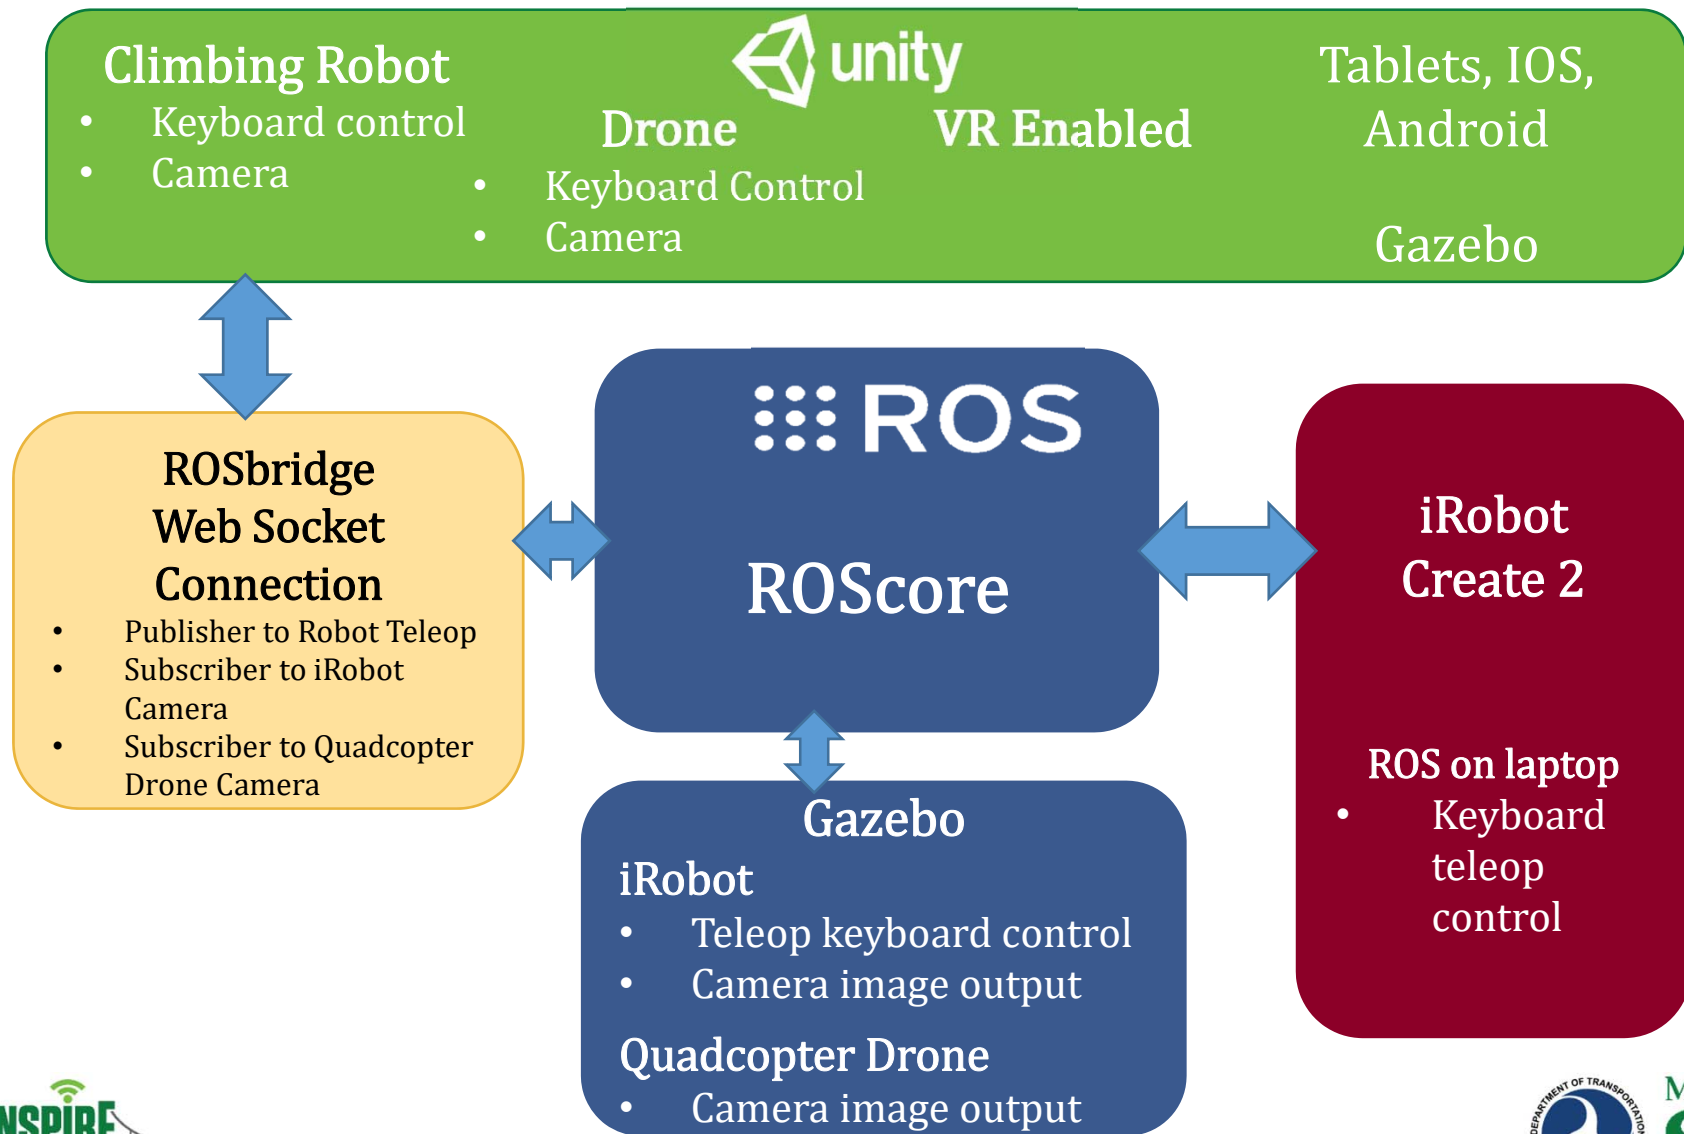 Climbing Robot
• Keyboard control
• Camera
unity
Drone
• Keyboard Control
• Camera
VR Enabled
Tablets, IOS,
Android
Gazebo
ROSbridge
Web Socket
Connection
• Publisher to Robot Teleop
• Subscriber to iRobot
Camera
• Subscriber to Quadcopter
Drone Camera
ROS
ROScore
iRobot
Create 2
ROS on laptop
• Keyboard
teleop
control
Gazebo
iRobot
• Teleop keyboard control
• Camera image output
Quadcopter Drone
• Camera image output